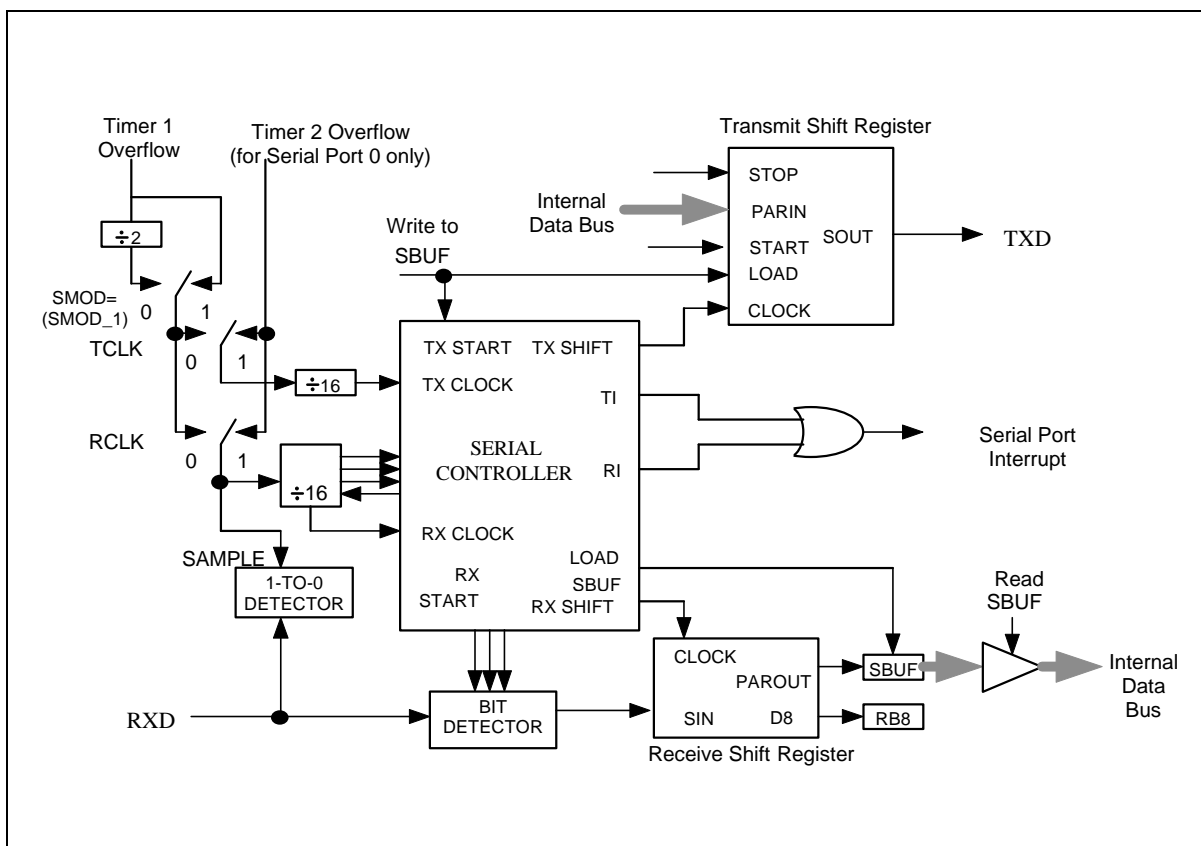 Timer 1
Overflow
Timer 2 Overflow
(for Serial Port 0 only)
Transmit Shift Register
STOP
Internal
Data Bus
PARIN
START
SOUT
TXD
LOAD
CLOCK
÷2
Write to
SBUF
SMOD=
(SMOD_1)
0
1
TCLK
0
1
÷16
TX START
TX SHIFT
TX CLOCK
TI
RCLK
0
1
÷16
SERIAL
CONTROLLER
RI
Serial Port
Interrupt
RX CLOCK
SAMPLE
1-TO-0
DETECTOR
RX
START
LOAD
SBUF
RX SHIFT
Read
SBUF
CLOCK
PAROUT
SBUF
Internal
Data
Bus
RXD
BIT
DETECTOR
SIN
D8
RB8
Receive Shift Register